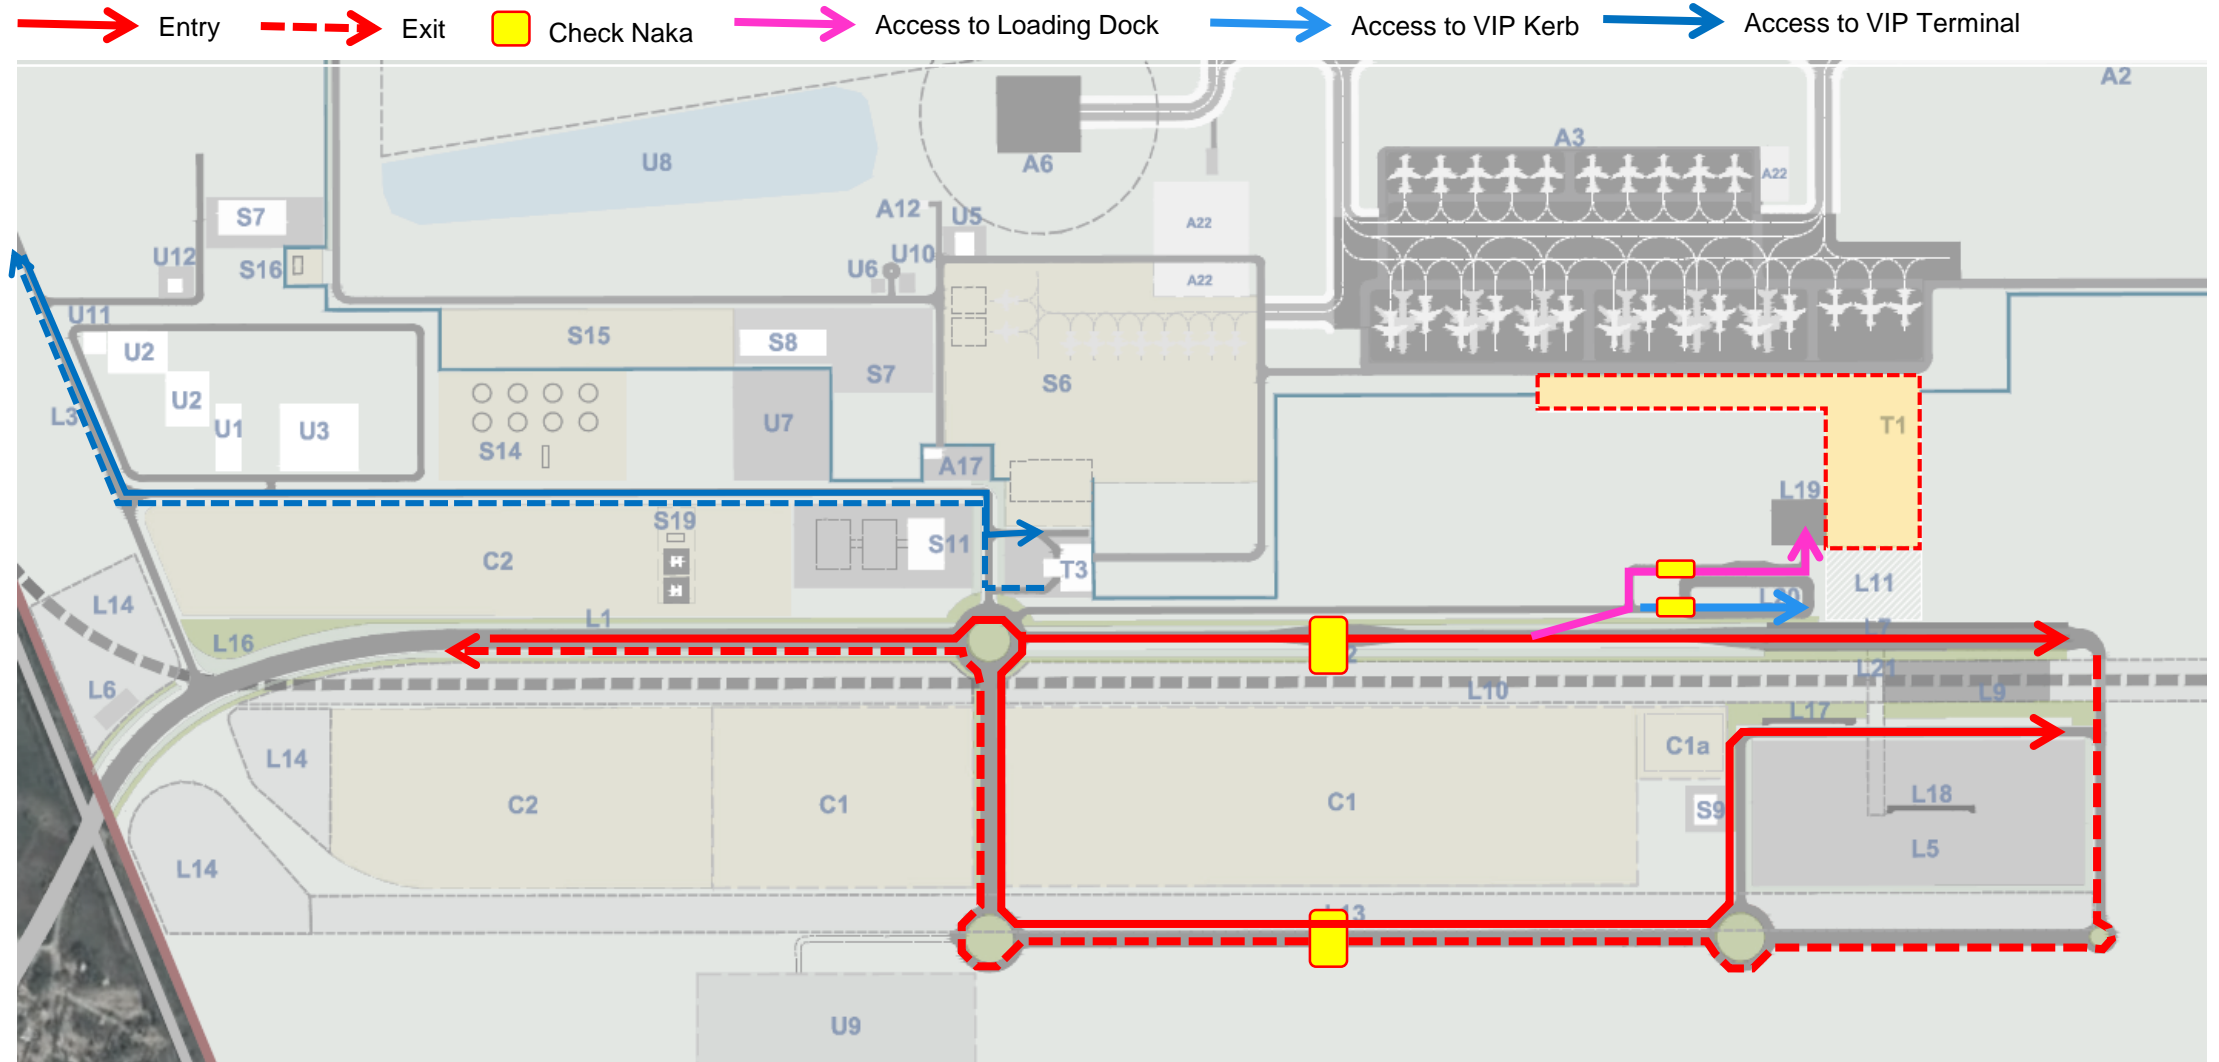 Entry
Exit
Check Naka
Access to Loading Dock
Access to VIP Kerb
Access to VIP Terminal
A2
A3
U8
A6
A22
S7
A12
U5
A22
U12
S16
U10
U6
A22
U11
S15
S8
U2
S7
S6
U2
L3
U1
U3
U7
T1
S14
A17
L19
S19
C2
S11
T3
L11
L14
L20
L16
L1
L7
L6
L21
L10
L9
L17
L14
C1a
C2
C1
C1
L18
S9
L5
L14
L13
U9